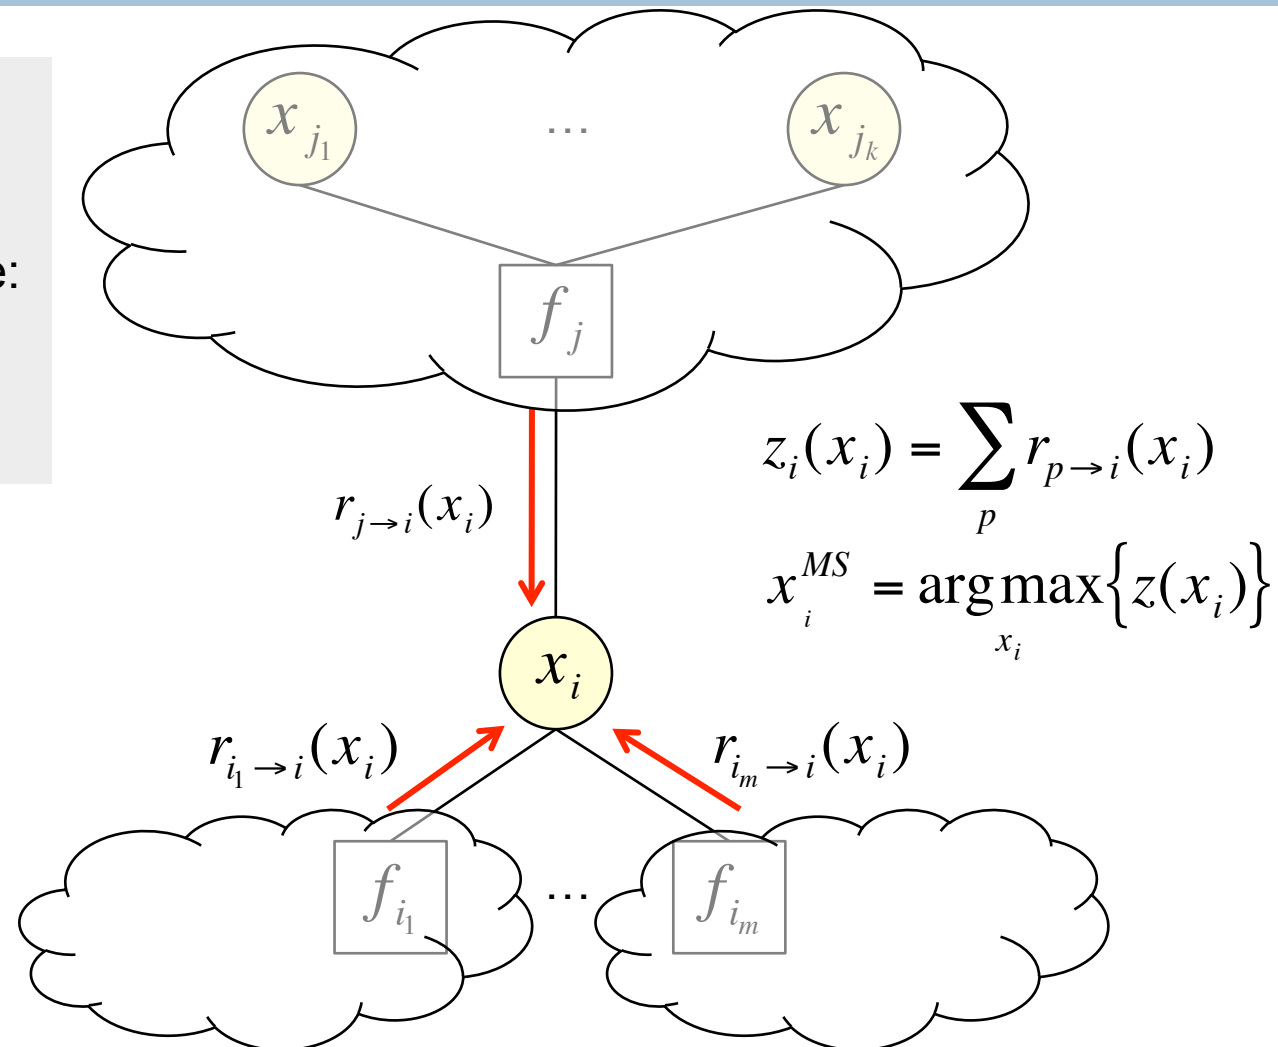 x_{j_1} ... x_{j_k}
e:
f_j
z_i(x_i) = \sum_p r_{p→i}(x_i)
r_{j→i}(x_i)
x_i^{MS} = arg max_{x_i} {z(x_i)}
x_i
r_{i_1→i}(x_i) r_{i_m→i}(x_i)
f_{i_1} ... f_{i_m}